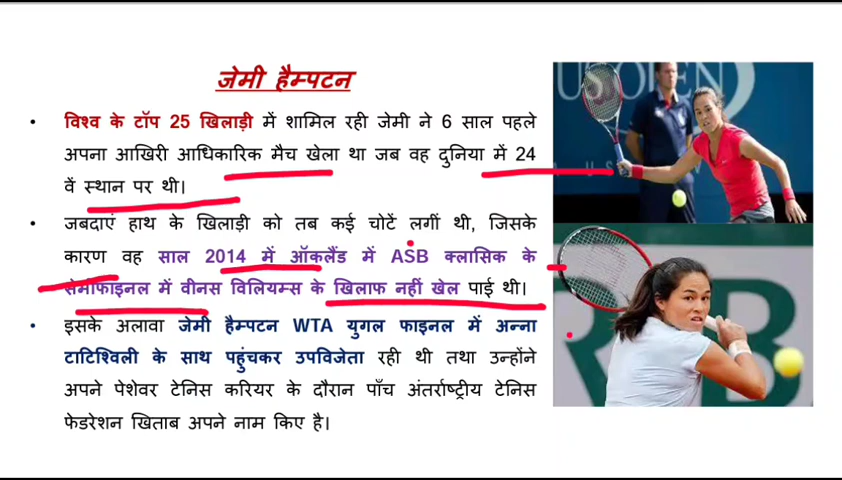 जेमी हैम्पटन
• विश्व के टॉप 25 खिलाड़ी में शामिल रही जेमी ने 6 साल पहले
अपना आखिरी आधिकारिक मैच खेला था जब वह दुनिया में 24
वें स्थान पर थी।
• जबदाएं हाथ के खिलाड़ी को तब कई चोटें लगीं थी, जिसके
कारण वह साल 2014 में ऑकलैंड में ASB क्लासिक के
सेमीफाइनल में वीनस विलियम्स के खिलाफ नहीं खेल पाई थी।
• इसके अलावा जेमी हैम्पटन WTA युगल फाइनल में अन्ना
टाटिश्विली के साथ पहुंचकर उपविजेता रही थी तथा उन्होंने
अपने पेशेवर टेनिस करियर के दौरान पाँच अंतर्राष्ट्रीय टेनिस
फेडरेशन खिताब अपने नाम किए है।
US OPEN